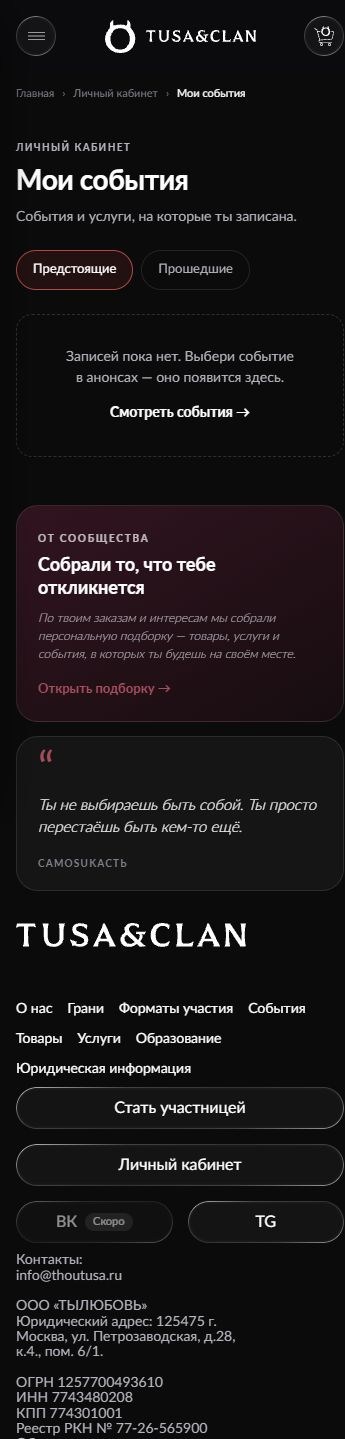 TUSA&CLAN
Главная › Личный кабинет › Мои события
ЛИЧНЫЙ КАБИНЕТ
Мои события
События и услуги, на которые ты записана.
Предстоящие Прошедшие
Записей пока нет. Выбери событие
в анонсах — оно появится здесь.
Смотреть события →
ОТ СООБЩЕСТВА
Собрали то, что тебе
откликнется
По твоим заказам и интересам мы собрали
персональную подборку — товары, услуги и
события, в которых ты будешь на своём месте.
Открыть подборку →
“
Ты не выбираешь быть собой. Ты просто
перестаёшь быть кем-то ещё.
САМОSUКАСТЬ
TUSA&CLAN
О нас Грани Форматы участия События
Товары Услуги Образование
Юридическая информация
Стать участницей
Личный кабинет
ВК Скоро TG
Контакты:
info@thoutusa.ru
ООО «ТЫЛЮБОВЬ»
Юридический адрес: 125475 г.
Москва, ул. Петрозаводская, д.28,
к.4., пом. 6/1.
ОГРН 1257700493610
ИНН 7743480208
КПП 774301001
Реестр РКН № 77-26-565900